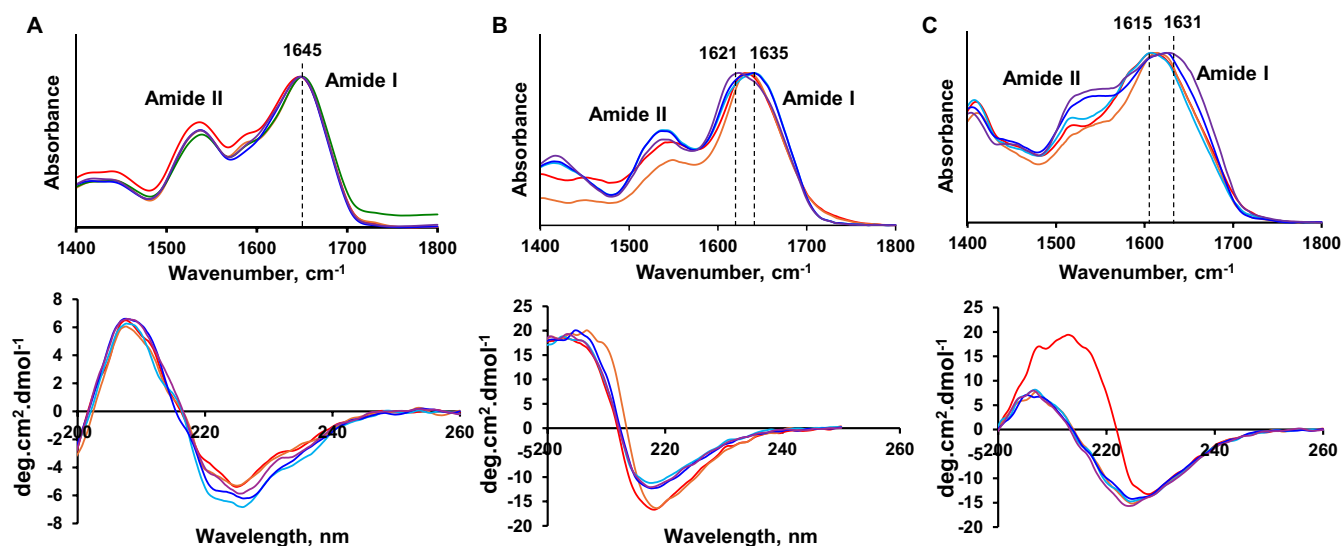 A
1645
Amide I
Amide II
Absorbance
1400 1500 1600 1700 1800
Wavenumber, cm-1
B
1621 1635
Amide I
Amide II
Absorbance
1400 1500 1600 1700 1800
Wavenumber, cm-1
C
1615 1631
Amide II
Amide I
Absorbance
1400 1500 1600 1700 1800
Wavenumber, cm-1
8
6
4
2
0
-2
-4
-6
-8
200 220 240 260
deg.cm2.dmol-1
Wavelength, nm
25
20
15
10
5
0
-5
-10
-15
-20
200 220 240 260
deg.cm2.dmol-1
Wavelength, nm
25
20
15
10
5
0
-5
-10
-15
-20
200 220 240 260
deg.cm2.dmol-1
Wavelength, nm